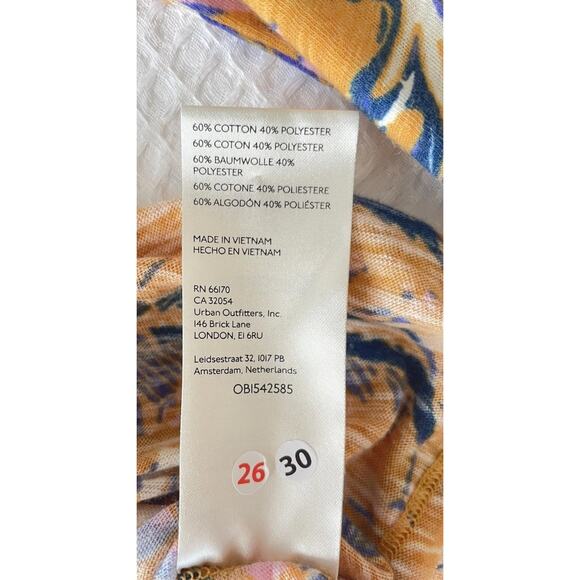 60% COTTON 40% POLYESTER
60% COTON 40% POLYESTER
60% BAUMWOLLE 40%
POLYESTER
60% COTONE 40% POLIESTERE
60% ALGODÓN 40% POLIÉSTER
MADE IN VIETNAM
HECHO EN VIETNAM
RN 66170
CA 32054
Urban Outfitters, Inc.
146 Brick Lane
LONDON, E1 6RU
Leidsestraat 32, 1017 PB
Amsterdam, Netherlands
OB1542585
26 30